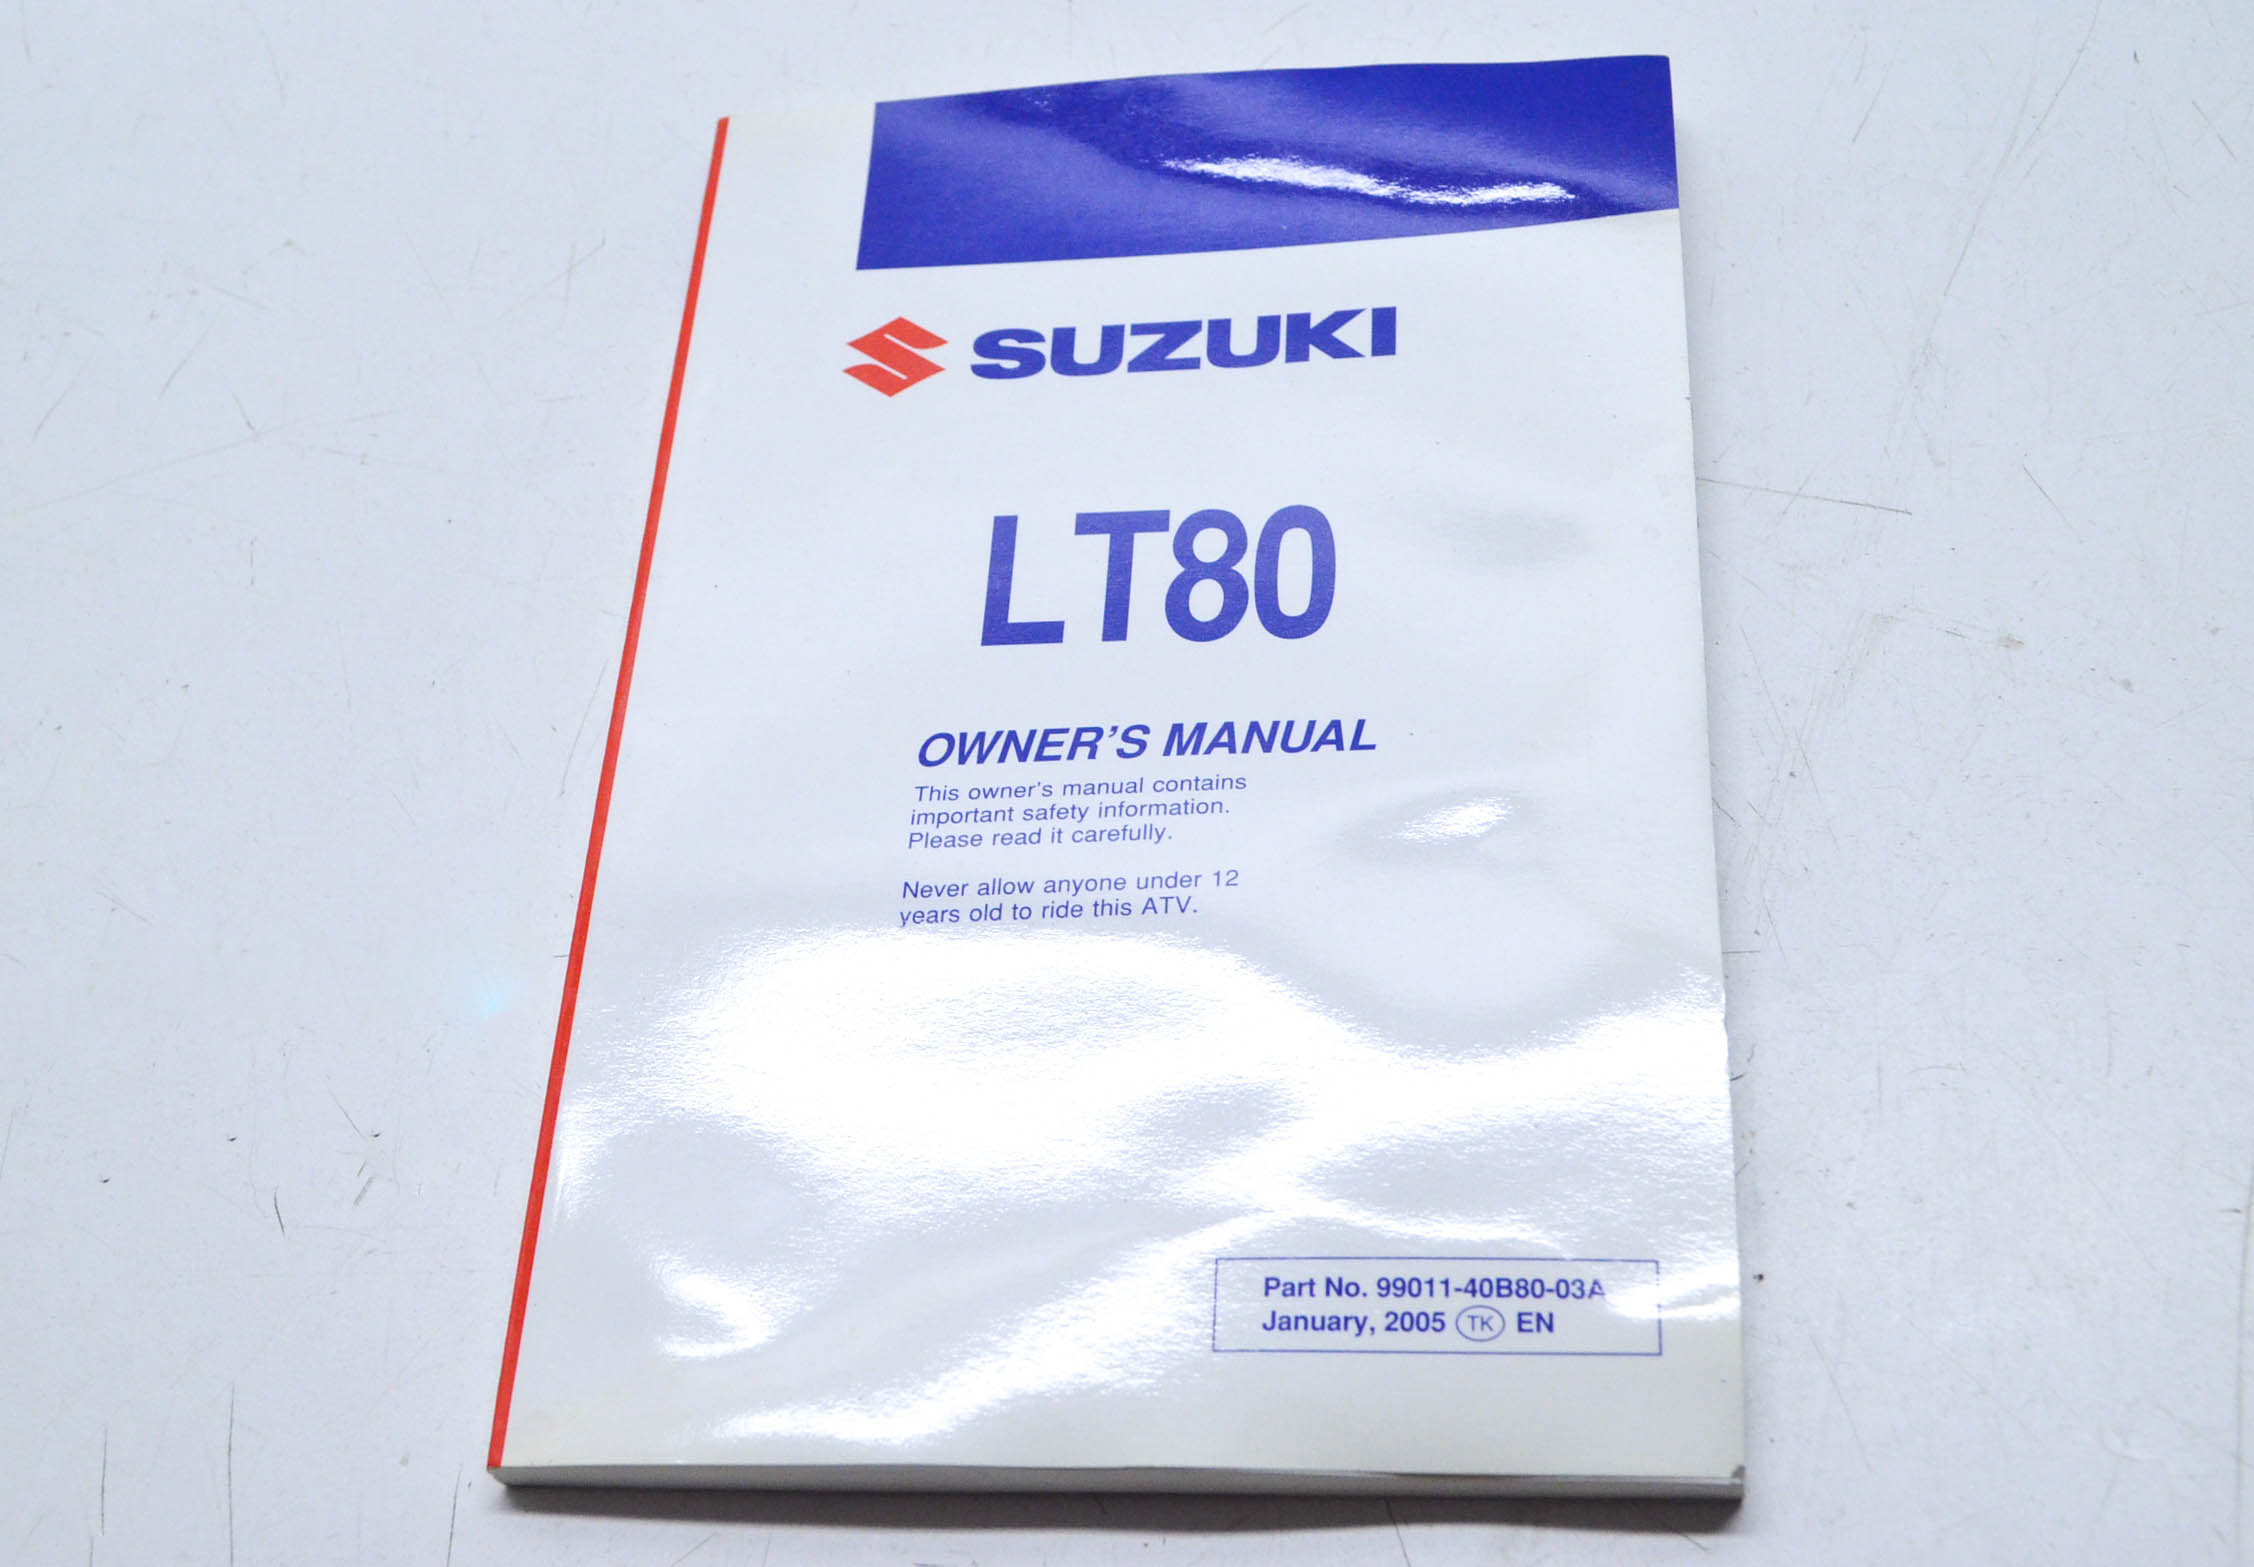 SUZUKI
LT80
OWNER'S MANUAL
This owner's manual contains
important safety information.
Please read it carefully.
Never allow anyone under 12
years old to ride this ATV.
Part No. 99011-40B80-03A
January, 2005 TK EN